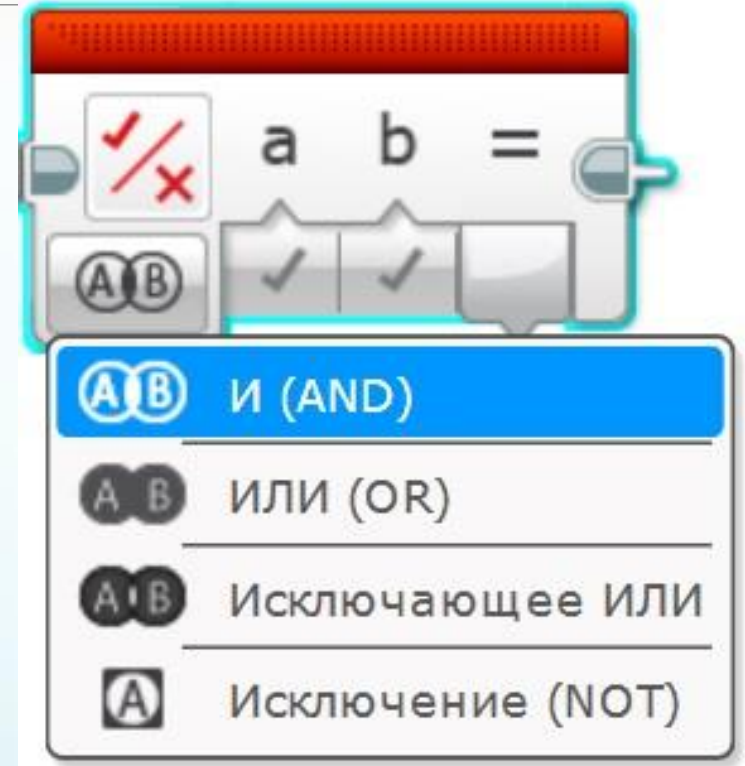 a b =
A B
A B И (AND)
A B ИЛИ (OR)
A B Исключающее ИЛИ
A Исключение (NOT)